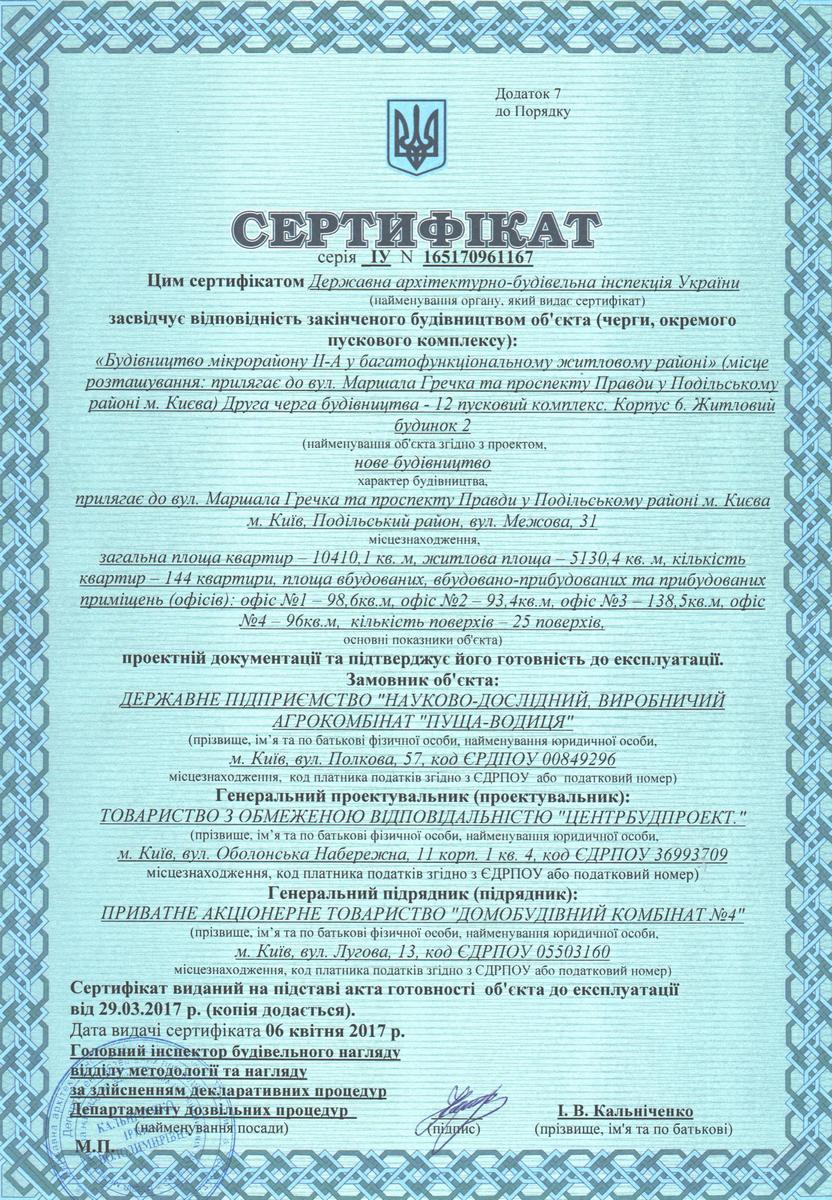 Додаток 7
до Порядку
СЕРТИФІКАТ
серія ІУ N 165170961167
Цим сертифікатом Державна архітектурно-будівельна інспекція України
(найменування органу, який видає сертифікат)
засвідчує відповідність закінченого будівництвом об'єкта (черги, окремого
пускового комплексу):
«Будівництво мікрорайону ІІ-А у багатофункціональному житловому районі» (місце
розташування: прилягає до вул. Маршала Гречка та проспекту Правди у Подільському
районі м. Києва) Друга черга будівництва - 12 пусковий комплекс. Корпус 6. Житловий
будинок 2
(найменування об'єкта згідно з проектом,
нове будівництво
характер будівництва,
прилягає до вул. Маршала Гречка та проспекту Правди у Подільському районі м. Києва
м. Київ, Подільський район, вул. Межова, 31
місцезнаходження,
загальна площа квартир – 10410,1 кв. м, житлова площа – 5130,4 кв. м, кількість
квартир – 144 квартири, площа вбудованих, вбудовано-прибудованих та прибудованих
приміщень (офісів): офіс №1 – 98,6кв.м, офіс №2 – 93,4кв.м, офіс №3 – 138,5кв.м, офіс
№4 – 96кв.м, кількість поверхів – 25 поверхів,
основні показники об'єкта)
проектній документації та підтверджує його готовність до експлуатації.
Замовник об'єкта:
ДЕРЖАВНЕ ПІДПРИЄМСТВО "НАУКОВО-ДОСЛІДНИЙ, ВИРОБНИЧИЙ
АГРОКОМБІНАТ "ПУЩА-ВОДИЦЯ"
(прізвище, ім’я та по батькові фізичної особи, найменування юридичної особи,
м. Київ, вул. Полкова, 57, код ЄРДПОУ 00849296
місцезнаходження, код платника податків згідно з ЄДРПОУ або податковий номер)
Генеральний проектувальник (проектувальник):
ТОВАРИСТВО З ОБМЕЖЕНОЮ ВІДПОВІДАЛЬНІСТЮ "ЦЕНТРБУДПРОЕКТ."
(прізвище, ім’я та по батькові фізичної особи, найменування юридичної особи,
м. Київ, вул. Оболонська Набережна, 11 корп. 1 кв. 4, код ЄДРПОУ 36993709
місцезнаходження, код платника податків згідно з ЄДРПОУ або податковий номер)
Генеральний підрядник (підрядник):
ПРИВАТНЕ АКЦІОНЕРНЕ ТОВАРИСТВО "ДОМОБУДІВНИЙ КОМБІНАТ №4"
(прізвище, ім’я та по батькові фізичної особи, найменування юридичної особи,
м. Київ, вул. Лугова, 13, код ЄДРПОУ 05503160
місцезнаходження, код платника податків згідно з ЄДРПОУ або податковий номер)
Сертифікат виданий на підставі акта готовності об'єкта до експлуатації
від 29.03.2017 р. (копія додається).
Дата видачі сертифіката 06 квітня 2017 р.
Головний інспектор будівельного нагляду
відділу методології та нагляду
за здійсненням декларативних процедур
Департаменту дозвільних процедур
І. В. Кальніченко
(найменування посади) (підпис) (прізвище, ім'я та по батькові)
М.П.